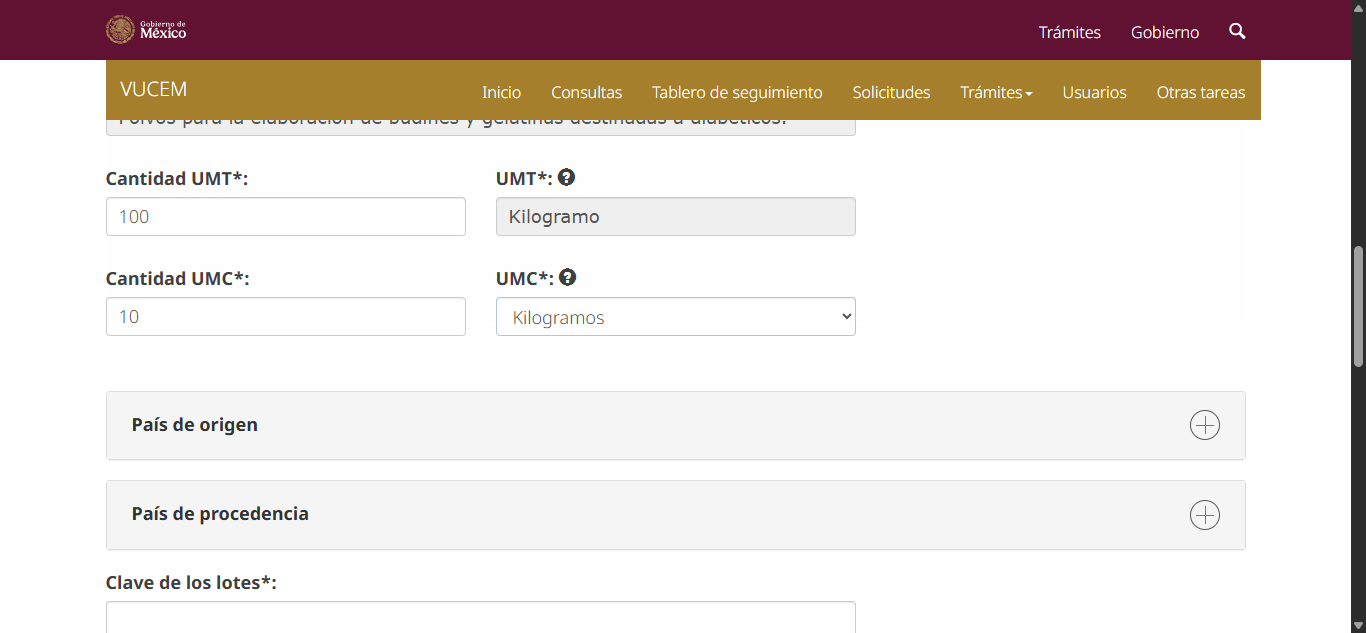 Gobierno de
México
Trámites
Gobierno
VUCEM
Inicio
Consultas
Tablero de seguimiento
Solicitudes
Trámites
Usuarios
Otras tareas
Polvos para la elaboración de budines y gelatinas destinadas a diabéticos.
Cantidad UMT*:
UMT*:
100
Kilogramo
Cantidad UMC*:
UMC*:
10
Kilogramos
País de origen
País de procedencia
Clave de los lotes*: